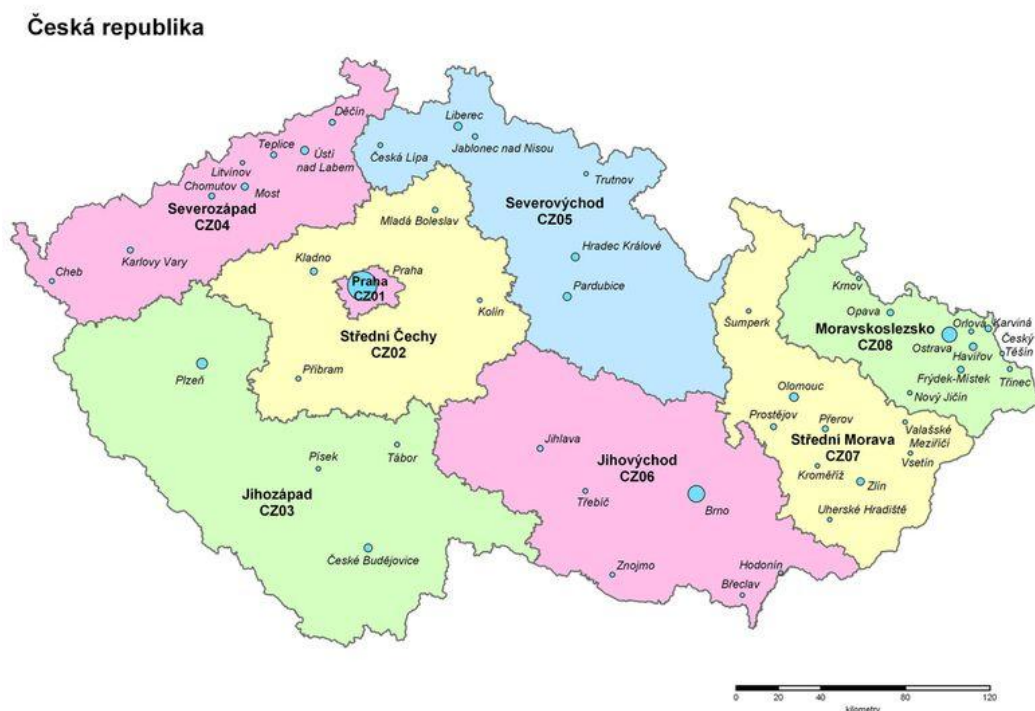 Česká republika
Děčín
Liberec
Teplice
Ústí
nad Labem
Jablonec nad Nisou
Česká Lípa
Litvínov
Chomutov
Most
Trutnov
Severozápad
CZ04
Severovýchod
CZ05
Mladá Boleslav
Karlovy Vary
Cheb
Kladno
Praha
Praha
CZ01
Hradec Králové
Pardubice
Kolín
Střední Čechy
CZ02
Příbram
Plzeň
Krnov
Opava
Šumperk
Moravskoslezsko
CZ08
Orlová
Karviná
Ostrava
Český
Těšín
Havířov
Frýdek-Místek
Třinec
Nový Jičín
Olomouc
Prostějov
Přerov
Valašské
Meziříčí
Střední Morava
CZ07
Vsetín
Kroměříž
Zlín
Uherské Hradiště
Jihlava
Jihovýchod
CZ06
Třebíč
Brno
Znojmo
Hodonín
Břeclav
Písek
Tábor
Jihozápad
CZ03
České Budějovice
0 20 40 80 120
kilometry